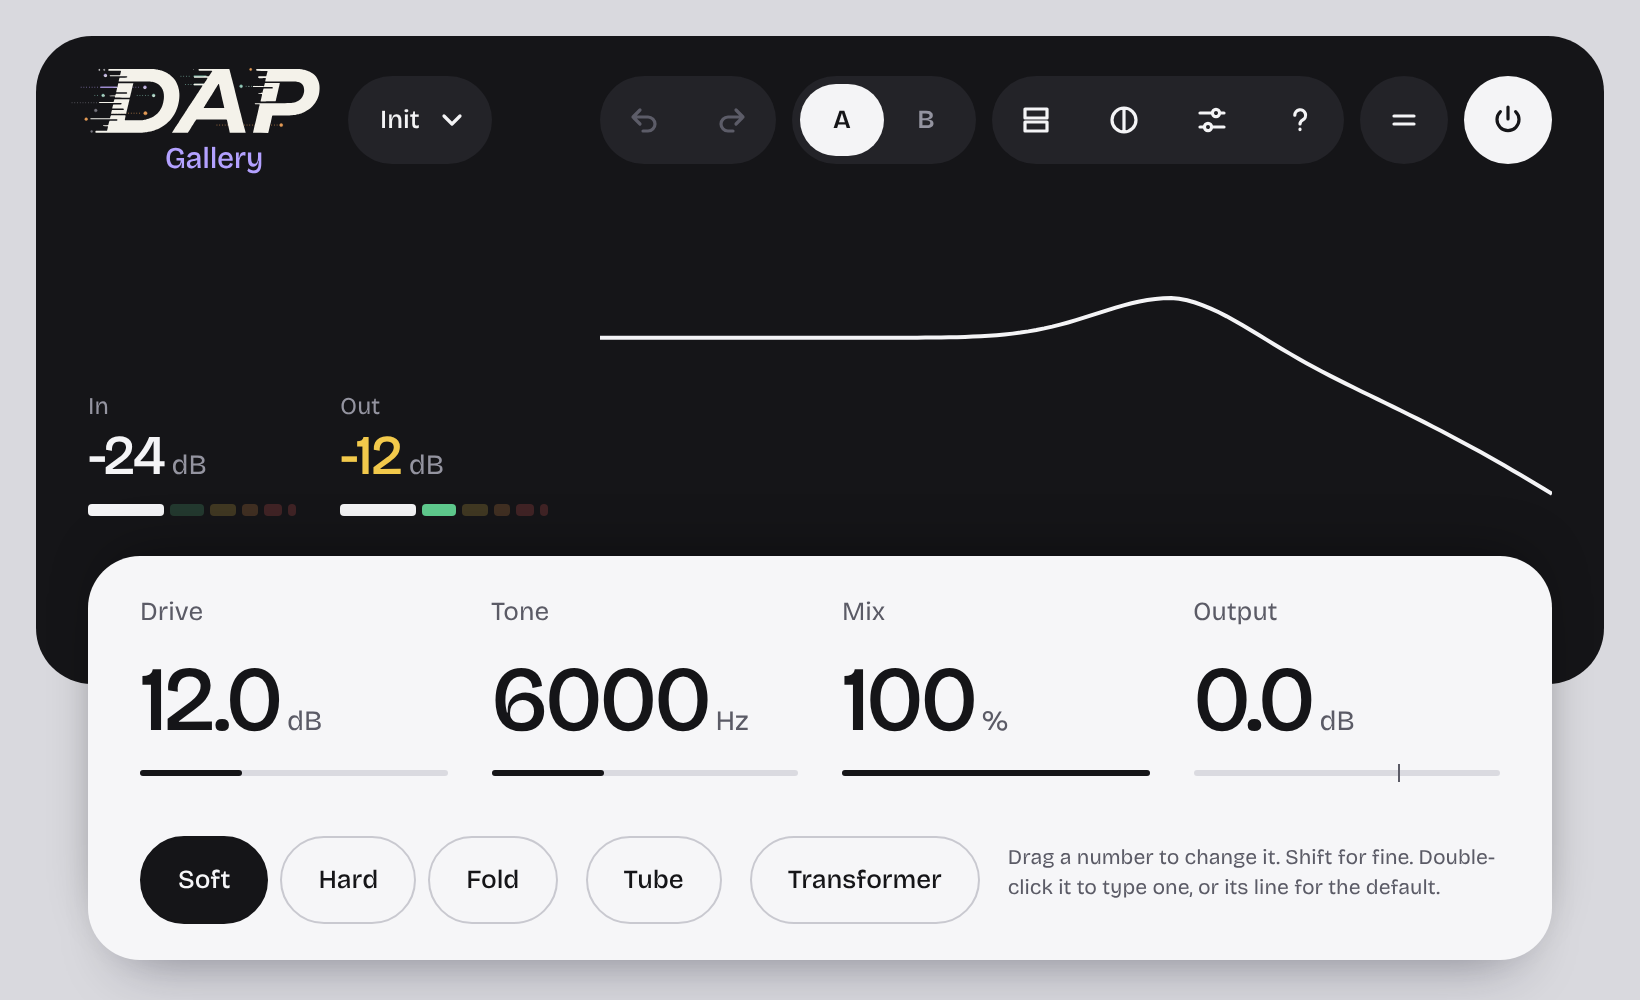 DAP
Gallery
Init
A
B
?
In
Out
-24 dB
-12 dB
Drive
Tone
Mix
Output
12.0 dB
6000 Hz
100 %
0.0 dB
Soft
Hard
Fold
Tube
Transformer
Drag a number to change it. Shift for fine. Double-
click it to type one, or its line for the default.